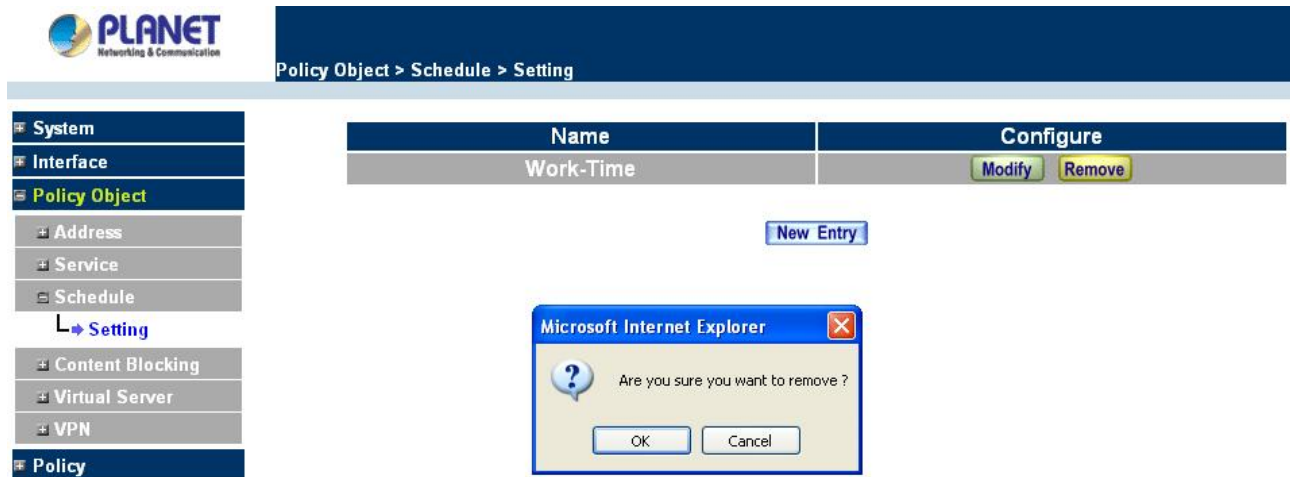 PLANET
Networking & Communication
Policy Object > Schedule > Setting
System
Interface
Policy Object
Address
Service
Schedule
Setting
Content Blocking
Virtual Server
VPN
Policy
Name Configure
Work-Time Modify Remove
New Entry
Microsoft Internet Explorer
Are you sure you want to remove ?
OK Cancel